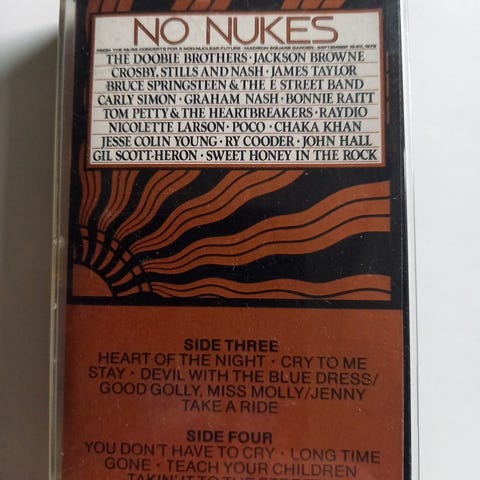 NO NUKES
FROM THE MUSE CONCERTS FOR A NON-NUCLEAR FUTURE · MADISON SQUARE GARDEN · SEPTEMBER 19-23, 1979
THE DOOBIE BROTHERS · JACKSON BROWNE
CROSBY, STILLS AND NASH · JAMES TAYLOR
BRUCE SPRINGSTEEN & THE E STREET BAND
CARLY SIMON · GRAHAM NASH · BONNIE RAITT
TOM PETTY & THE HEARTBREAKERS · RAYDIO
NICOLETTE LARSON · POCO · CHAKA KHAN
JESSE COLIN YOUNG · RY COODER · JOHN HALL
GIL SCOTT-HERON · SWEET HONEY IN THE ROCK
SIDE THREE
HEART OF THE NIGHT · CRY TO ME
STAY · DEVIL WITH THE BLUE DRESS/
GOOD GOLLY, MISS MOLLY/JENNY
TAKE A RIDE
SIDE FOUR
YOU DON'T HAVE TO CRY · LONG TIME
GONE · TEACH YOUR CHILDREN
TAKIN' IT TO THE STREETS